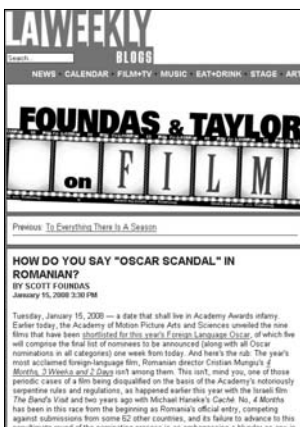 LA WEEKLY
BLOGS
Search...
NEWS · CALENDAR · FILM+TV · MUSIC · EAT+DRINK · STAGE · ART
FOUNDAS & TAYLOR
on FILM
Previous: To Everything There Is A Season
HOW DO YOU SAY "OSCAR SCANDAL" IN
ROMANIAN?
BY SCOTT FOUNDAS
January 15, 2008 3:30 PM
Tuesday, January 15, 2008 — a date that shall live in Academy Awards infamy.
Earlier today, the Academy of Motion Picture Arts and Sciences unveiled the nine
films that have been shortlisted for this year's Foreign Language Oscar, of which five
will comprise the final list of nominees to be announced (along with all Oscar
nominations in all categories) one week from today. And here's the rub: The year's
most acclaimed foreign-language film, Romanian director Cristian Mungiu's 4
Months, 3 Weeks and 2 Days isn't among them. This isn't, mind you, one of those
periodic cases of a film being disqualified on the basis of the Academy's notoriously
serpentine rules and regulations, as happened earlier this year with the Israeli film
The Band's Visit and two years ago with Michael Haneke's Caché. No, 4 Months
has been in this race from the beginning as Romania's official entry, competing
against submissions from some 62 other countries, and its failure to advance to this